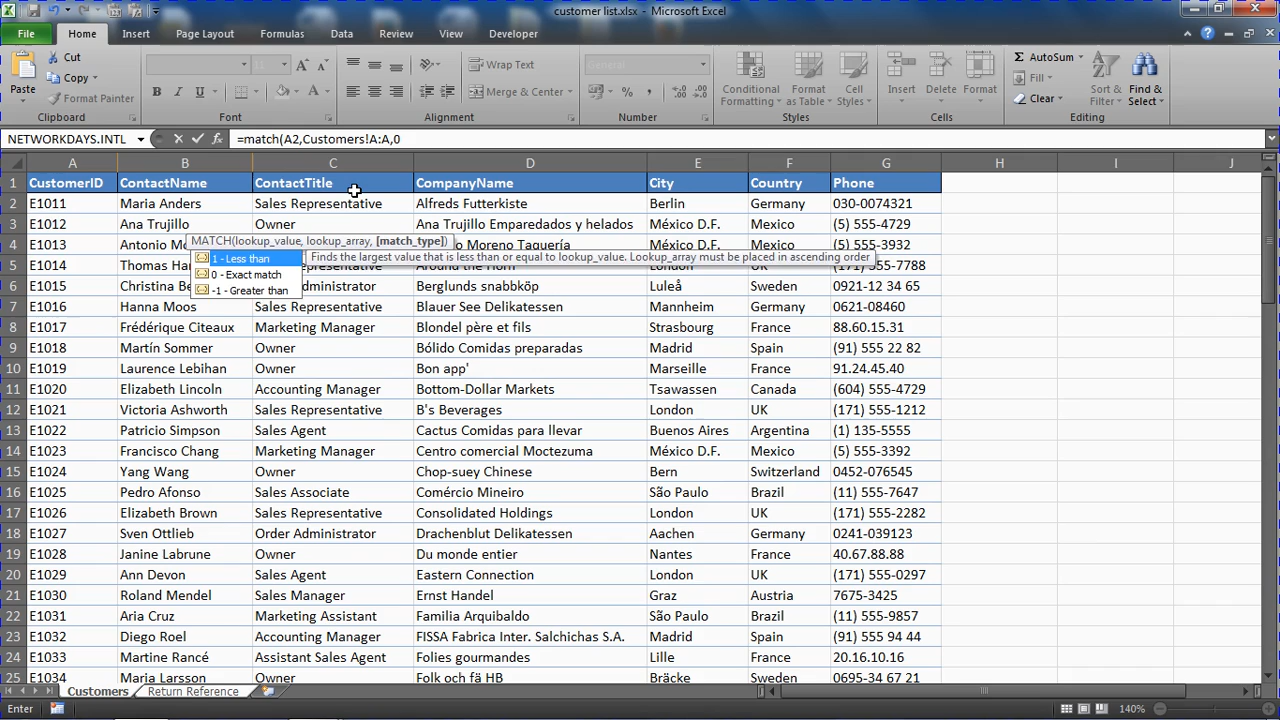 customer list.xlsx - Microsoft Excel
File Home Insert Page Layout Formulas Data Review View Developer
Cut
Copy
Format Painter
Paste
Clipboard
B I U A
Font
Wrap Text
Merge & Center
Alignment
General
%
Number
Conditional Formatting
Format as Table
Cell Styles
Styles
Insert Delete Format
Cells
Σ AutoSum
Fill
Clear
Sort & Filter
Find & Select
Editing
NETWORKDAYS.INTL fx =match(A2,Customers!A:A,0
A B C D E F G H I J
1 CustomerID ContactName ContactTitle CompanyName City Country Phone
2 E1011 Maria Anders Sales Representative Alfreds Futterkiste Berlin Germany 030-0074321
3 E1012 Ana Trujillo Owner Ana Trujillo Emparedados y helados México D.F. Mexico (5) 555-4729
MATCH(lookup_value, lookup_array, [match_type])
4 E1013 Antonio Moreno Taquería México D.F. Mexico (5) 555-3932
1 - Less than
0 - Exact match
-1 - Greater than
Finds the largest value that is less than or equal to lookup_value. Lookup_array must be placed in ascending order
5 E1014 Thomas Ha 555-7788
6 E1015 Christina Be dministrator Berglunds snabbköp Luleå Sweden 0921-12 34 65
7 E1016 Hanna Moos Sales Representative Blauer See Delikatessen Mannheim Germany 0621-08460
8 E1017 Frédérique Citeaux Marketing Manager Blondel père et fils Strasbourg France 88.60.15.31
9 E1018 Martín Sommer Owner Bólido Comidas preparadas Madrid Spain (91) 555 22 82
10 E1019 Laurence Lebihan Owner Bon app' Marseille France 91.24.45.40
11 E1020 Elizabeth Lincoln Accounting Manager Bottom-Dollar Markets Tsawassen Canada (604) 555-4729
12 E1021 Victoria Ashworth Sales Representative B's Beverages London UK (171) 555-1212
13 E1022 Patricio Simpson Sales Agent Cactus Comidas para llevar Buenos Aires Argentina (1) 135-5555
14 E1023 Francisco Chang Marketing Manager Centro comercial Moctezuma México D.F. Mexico (5) 555-3392
15 E1024 Yang Wang Owner Chop-suey Chinese Bern Switzerland 0452-076545
16 E1025 Pedro Afonso Sales Associate Comércio Mineiro São Paulo Brazil (11) 555-7647
17 E1026 Elizabeth Brown Sales Representative Consolidated Holdings London UK (171) 555-2282
18 E1027 Sven Ottlieb Order Administrator Drachenblut Delikatessen Aachen Germany 0241-039123
19 E1028 Janine Labrune Owner Du monde entier Nantes France 40.67.88.88
20 E1029 Ann Devon Sales Agent Eastern Connection London UK (171) 555-0297
21 E1030 Roland Mendel Sales Manager Ernst Handel Graz Austria 7675-3425
22 E1031 Aria Cruz Marketing Assistant Familia Arquibaldo São Paulo Brazil (11) 555-9857
23 E1032 Diego Roel Accounting Manager FISSA Fabrica Inter. Salchichas S.A. Madrid Spain (91) 555 94 44
24 E1033 Martine Rancé Assistant Sales Agent Folies gourmandes Lille France 20.16.10.16
25 E1034 Maria Larsson Owner Folk och fä HB Bräcke Sweden 0695-34 67 21
Customers Return Reference
Enter 140%